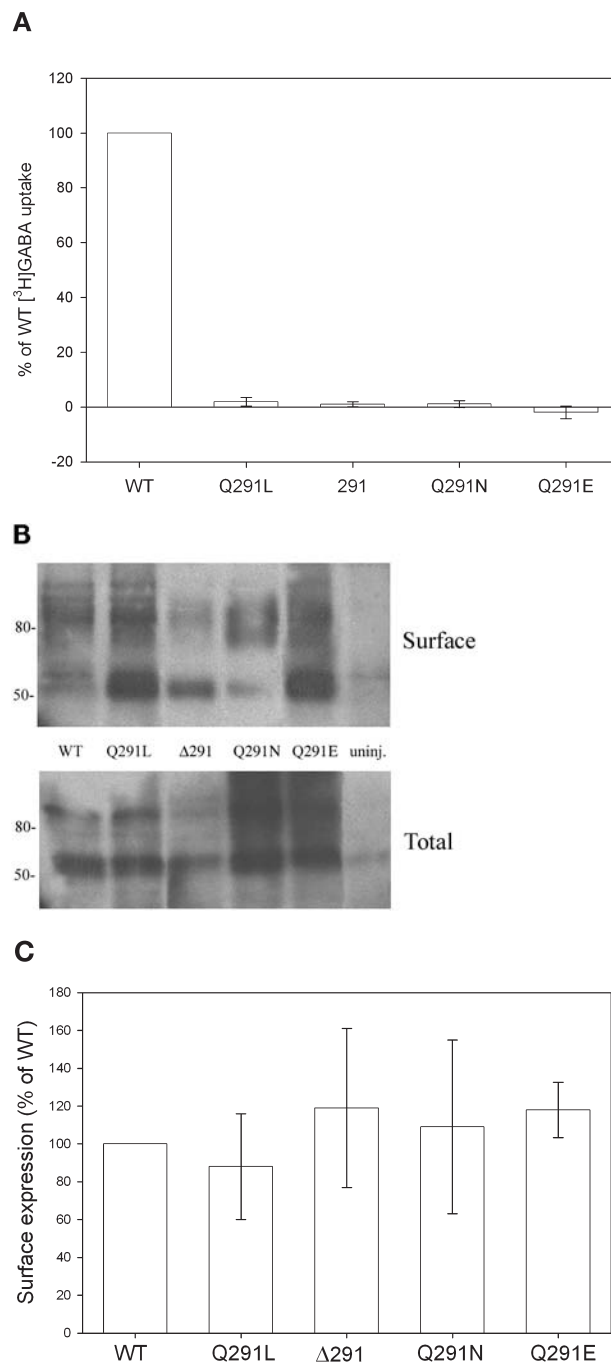 A
% of WT [³H]GABA uptake
120
100
80
60
40
20
0
-20
WT Q291L 291 Q291N Q291E
B
80-
50-
Surface
WT Q291L Δ291 Q291N Q291E uninj.
80-
50-
Total
C
Surface expression (% of WT)
180
160
140
120
100
80
60
40
20
0
WT Q291L Δ291 Q291N Q291E